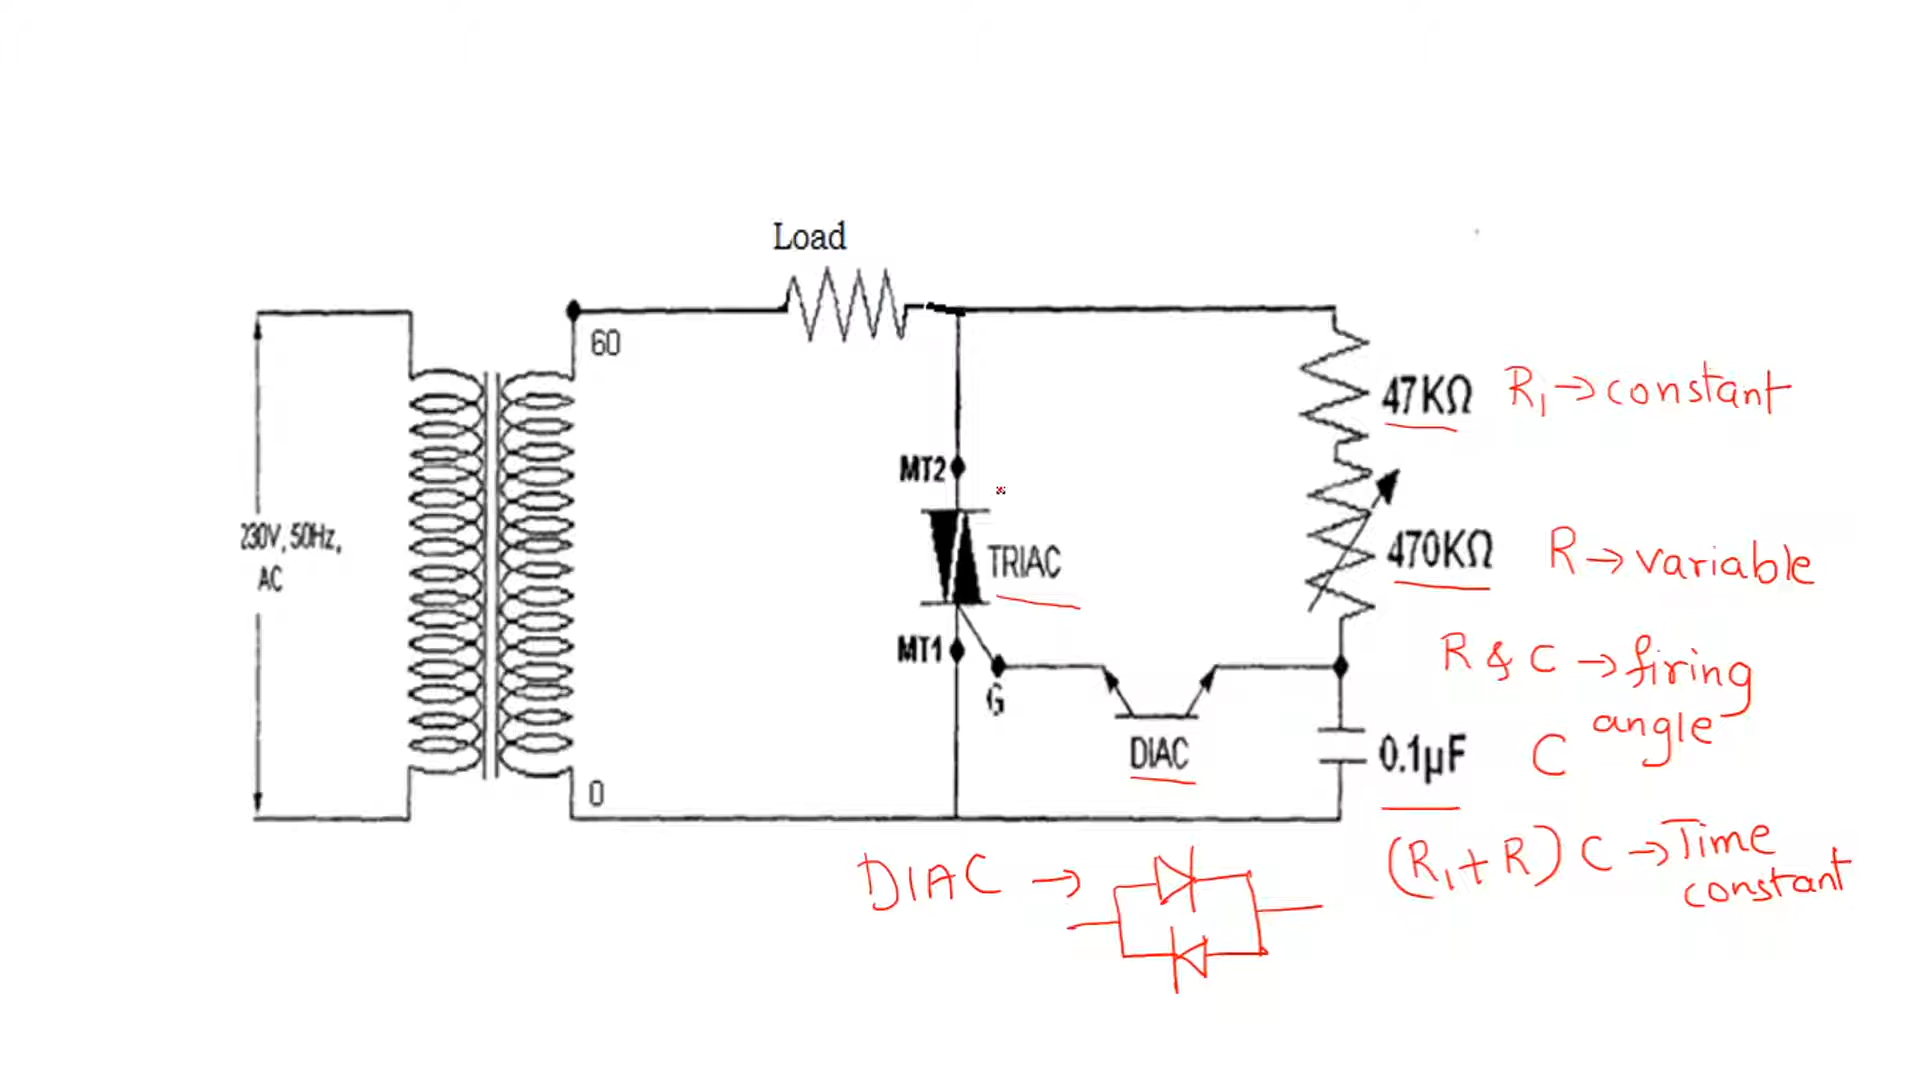 Load
60
47KΩ R₁ → constant
MT2
230V, 50Hz,
AC
TRIAC
470KΩ R → variable
MT1
G
R & C → firing
angle
DIAC
0.1µF C
0
(R₁+R) C → Time
constant
DIAC →